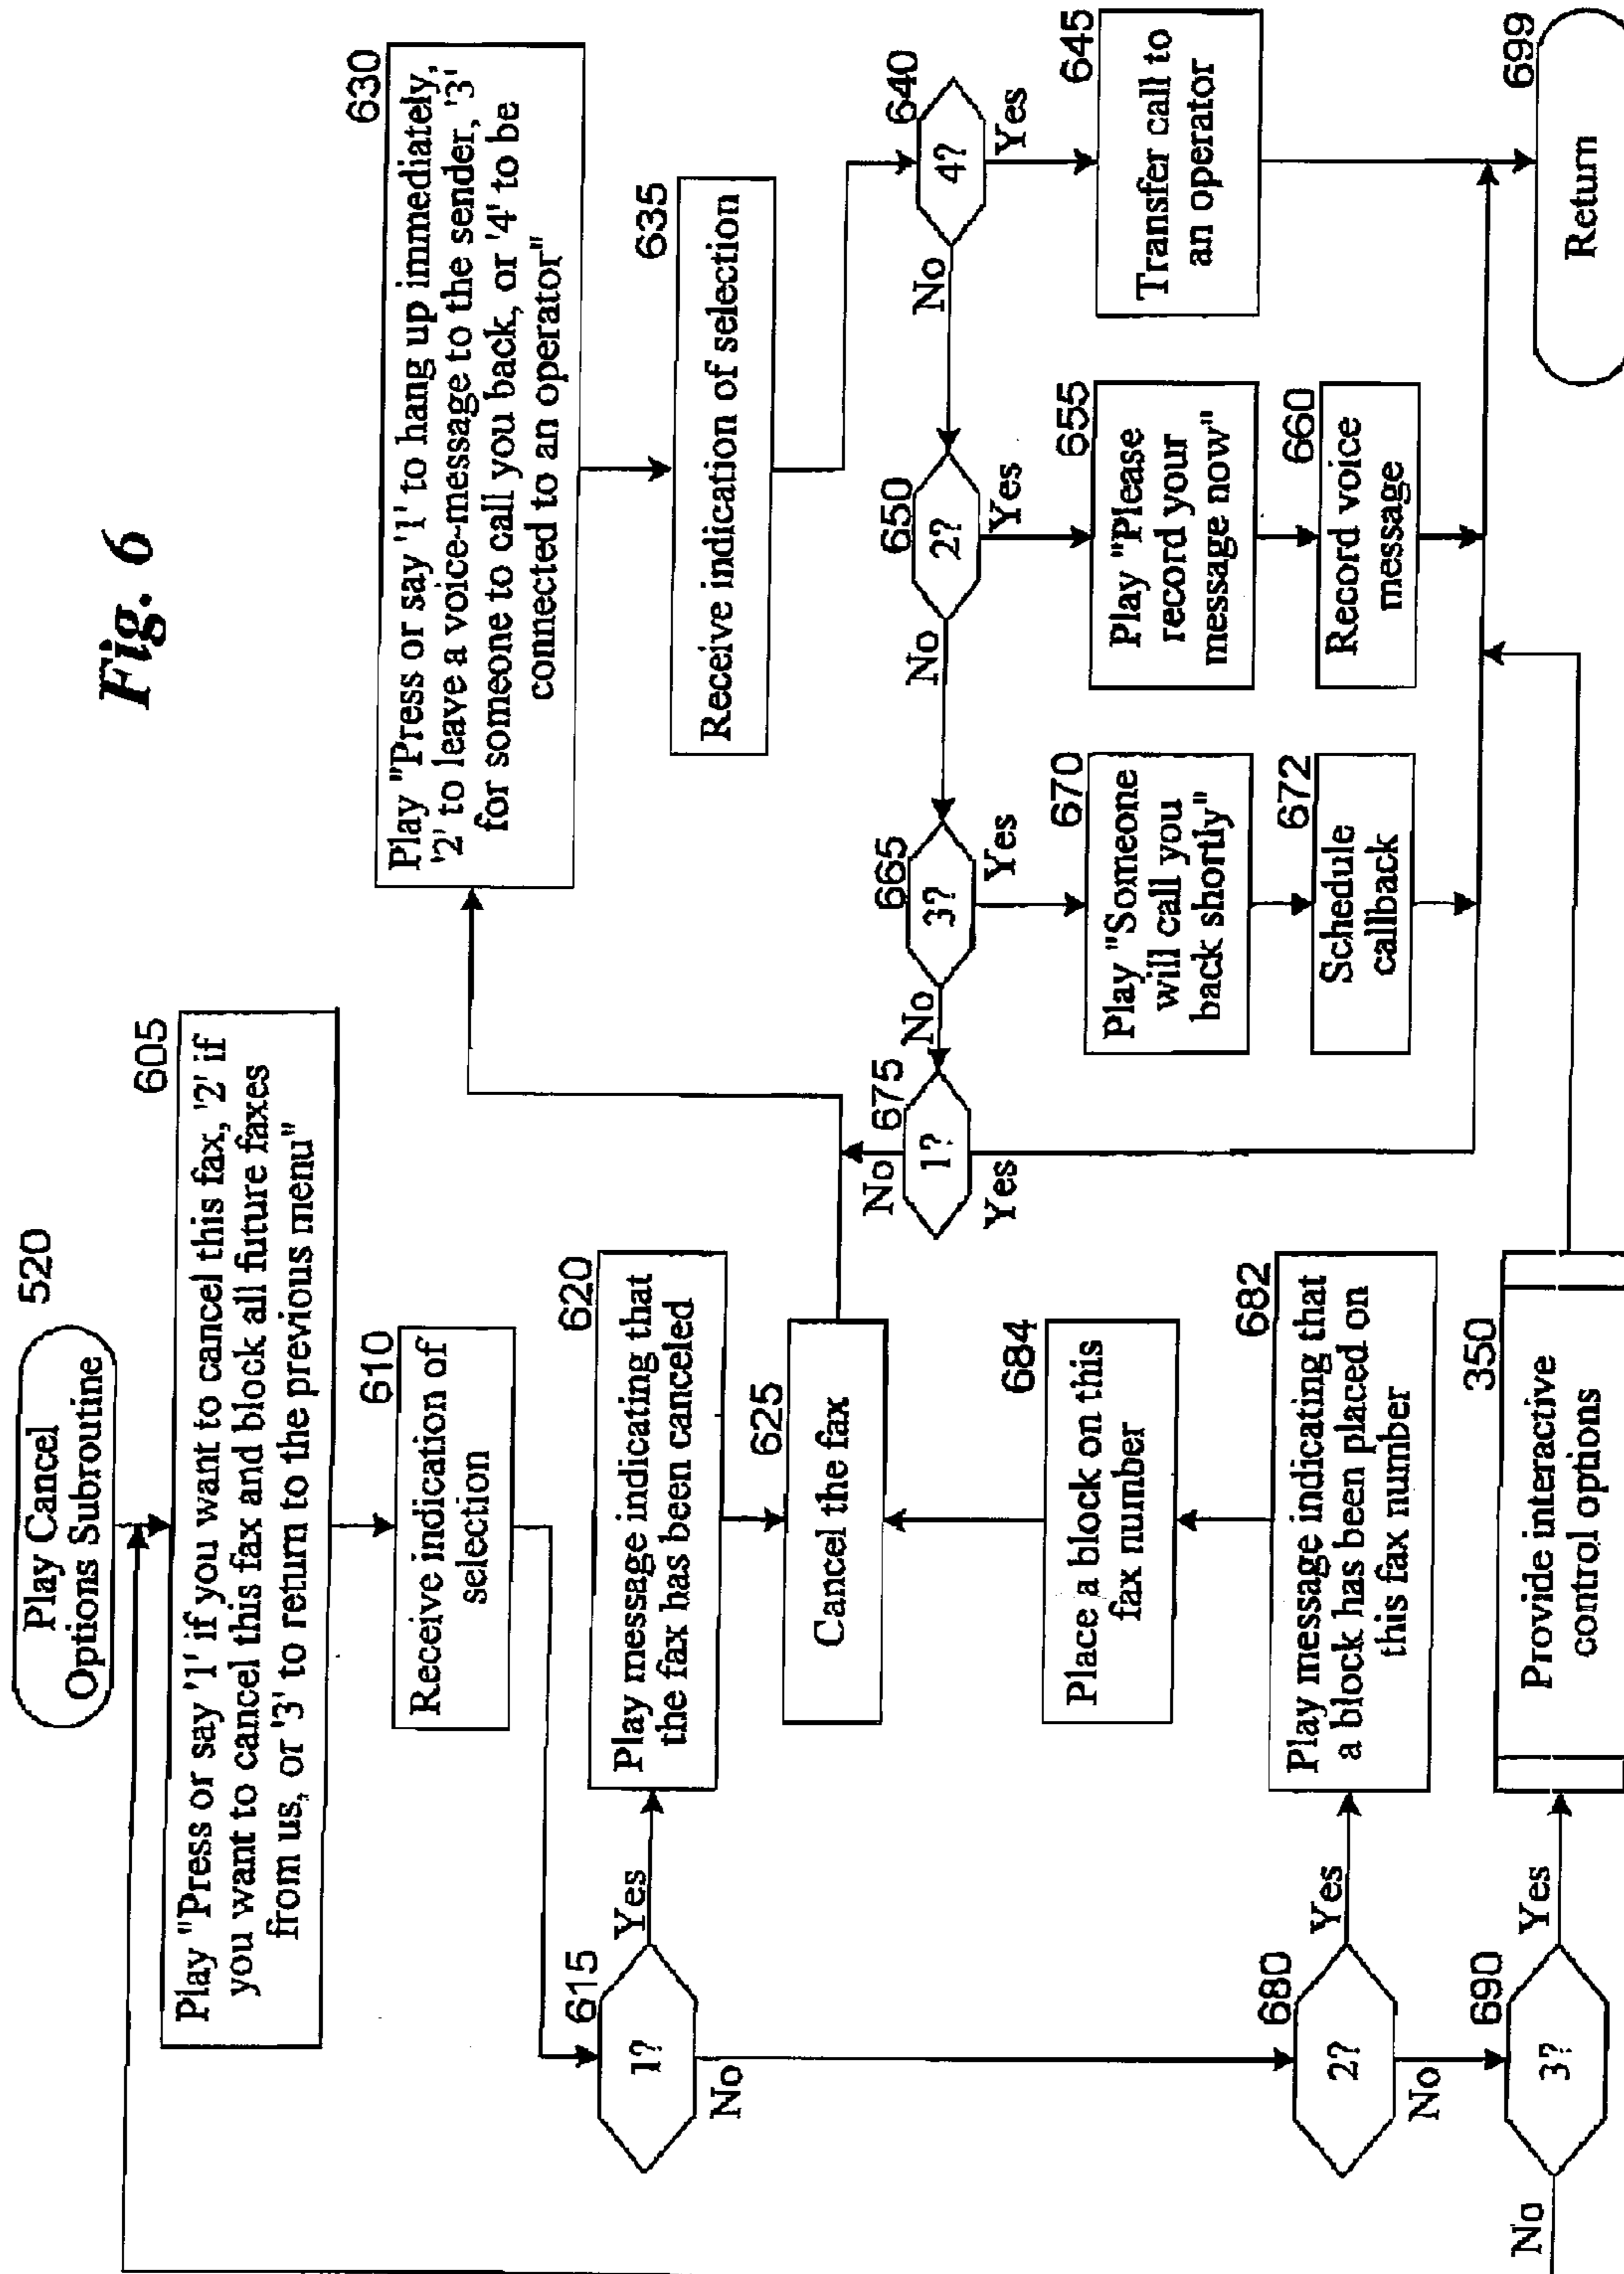 Fig. 6
520
Play Cancel
Options Subroutine
605
Play "Press or say '1' if you want to cancel this fax, '2' if
you want to cancel this fax and block all future faxes
from us, or '3' to return to the previous menu"
610
Receive indication of
selection
615
1?
Yes
No
620
Play message indicating that
the fax has been canceled
625
Cancel the fax
684
Place a block on this
fax number
680
2?
Yes
No
682
Play message indicating that
a block has been placed on
this fax number
690
3?
Yes
No
350
Provide interactive
control options
630
Play "Press or say '1' to hang up immediately,
'2' to leave a voice-message to the sender, '3'
for someone to call you back, or '4' to be
connected to an operator"
635
Receive indication of selection
640
4?
Yes
No
645
Transfer call to
an operator
650
2?
Yes
No
655
Play "Please
record your
message now"
660
Record voice
message
665
3?
Yes
No
670
Play "Someone
will call you
back shortly"
672
Schedule
callback
675
1?
No
Yes
699
Return